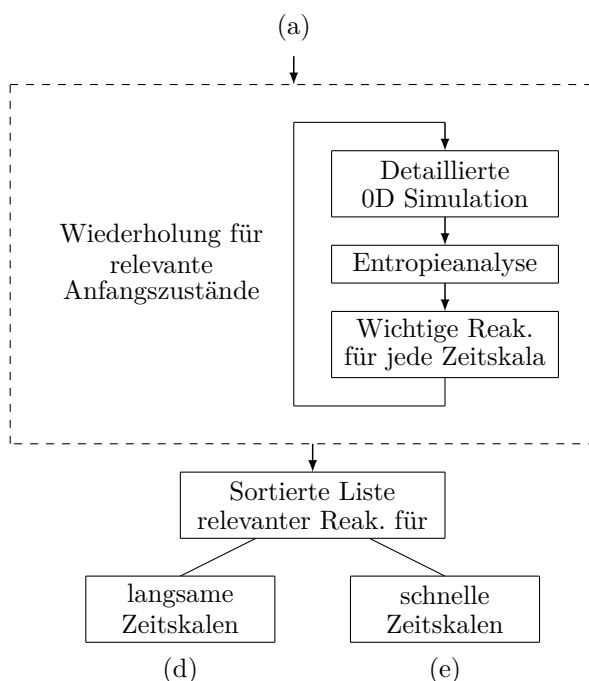 (a)
Detaillierte
0D Simulation
Wiederholung für
relevante
Anfangszustände
Entropieanalyse
Wichtige Reak.
für jede Zeitskala
Sortierte Liste
relevanter Reak. für
langsame
Zeitskalen
schnelle
Zeitskalen
(d)
(e)